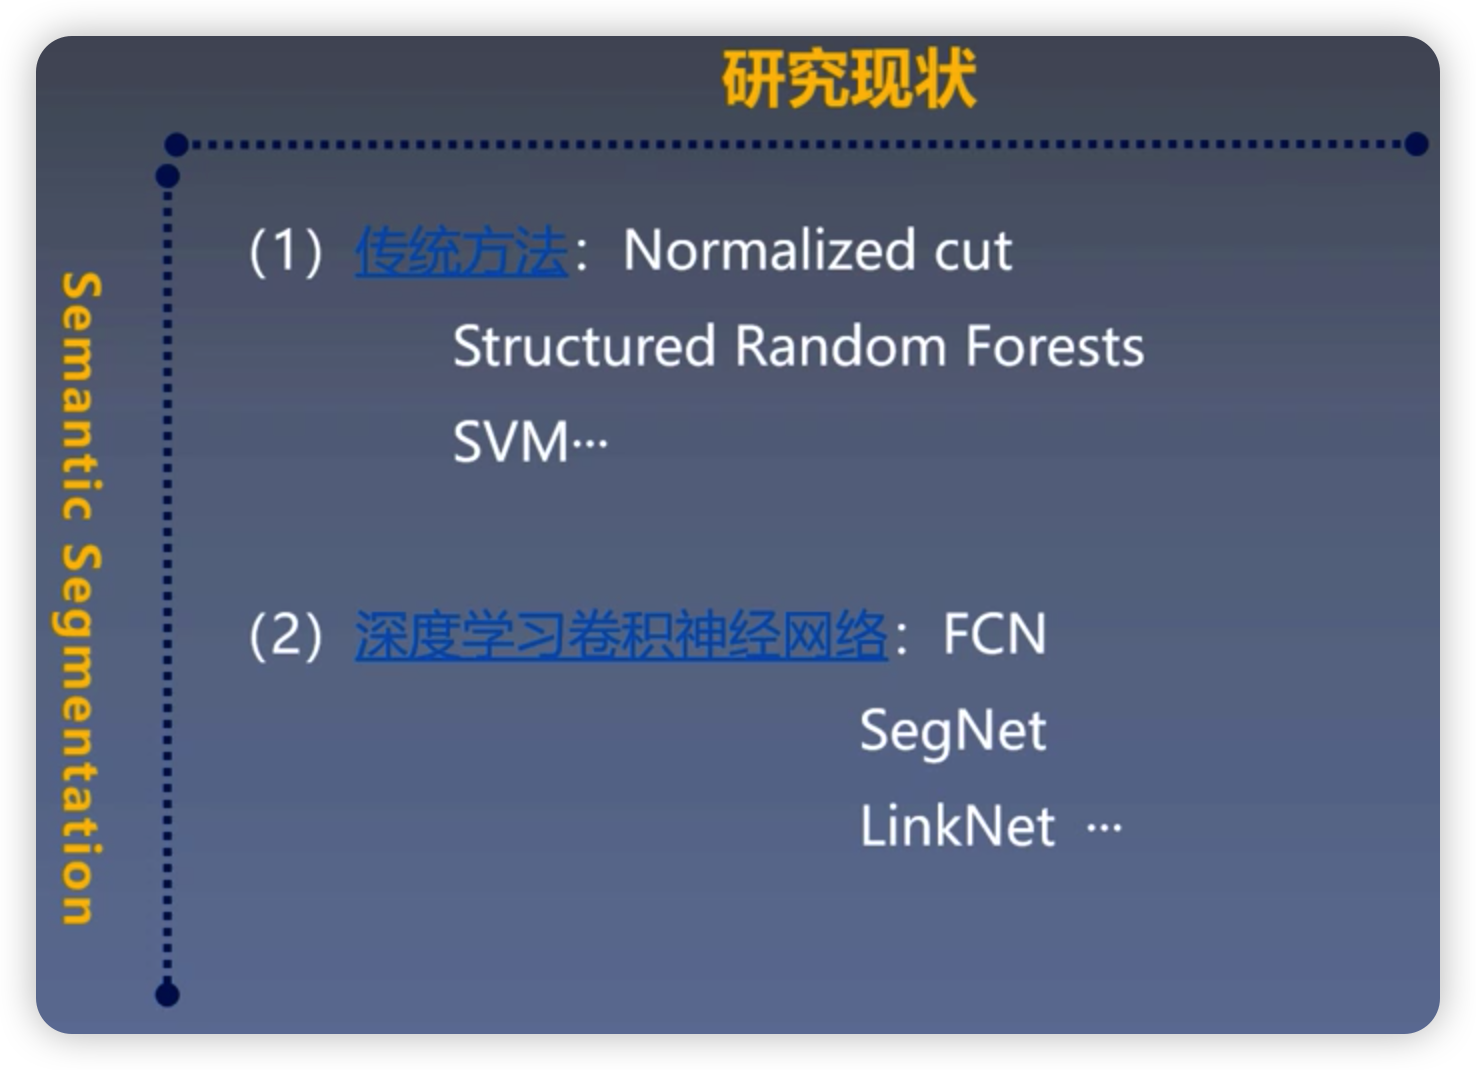 研究现状
Semantic Segmentation
（1）传统方法：Normalized cut
Structured Random Forests
SVM…
（2）深度学习卷积神经网络：FCN
SegNet
LinkNet …